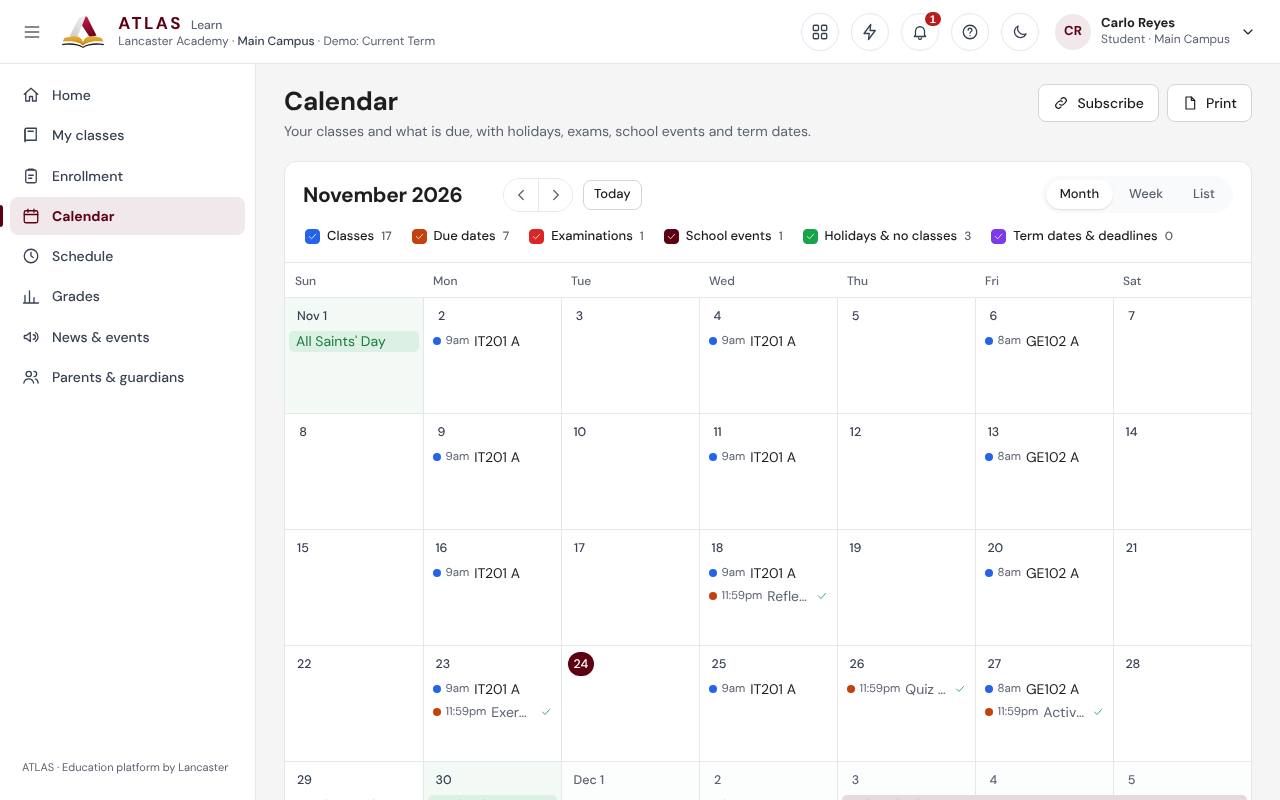 ATLAS Learn
Lancaster Academy · Main Campus · Demo: Current Term
1
CR
Carlo Reyes
Student · Main Campus
Home
My classes
Enrollment
Calendar
Schedule
Grades
News & events
Parents & guardians
ATLAS · Education platform by Lancaster
Calendar
Your classes and what is due, with holidays, exams, school events and term dates.
Subscribe
Print
November 2026
Today
Month Week List
Classes 17 Due dates 7 Examinations 1 School events 1 Holidays & no classes 3 Term dates & deadlines 0
Sun Mon Tue Wed Thu Fri Sat
Nov 1 2 3 4 5 6 7
All Saints' Day 9am IT201 A 9am IT201 A 8am GE102 A
8 9 10 11 12 13 14
9am IT201 A 9am IT201 A 8am GE102 A
15 16 17 18 19 20 21
9am IT201 A 9am IT201 A 8am GE102 A
11:59pm Refle...
22 23 24 25 26 27 28
9am IT201 A 9am IT201 A 11:59pm Quiz ... 8am GE102 A
11:59pm Exer... 11:59pm Activ...
29 30 Dec 1 2 3 4 5